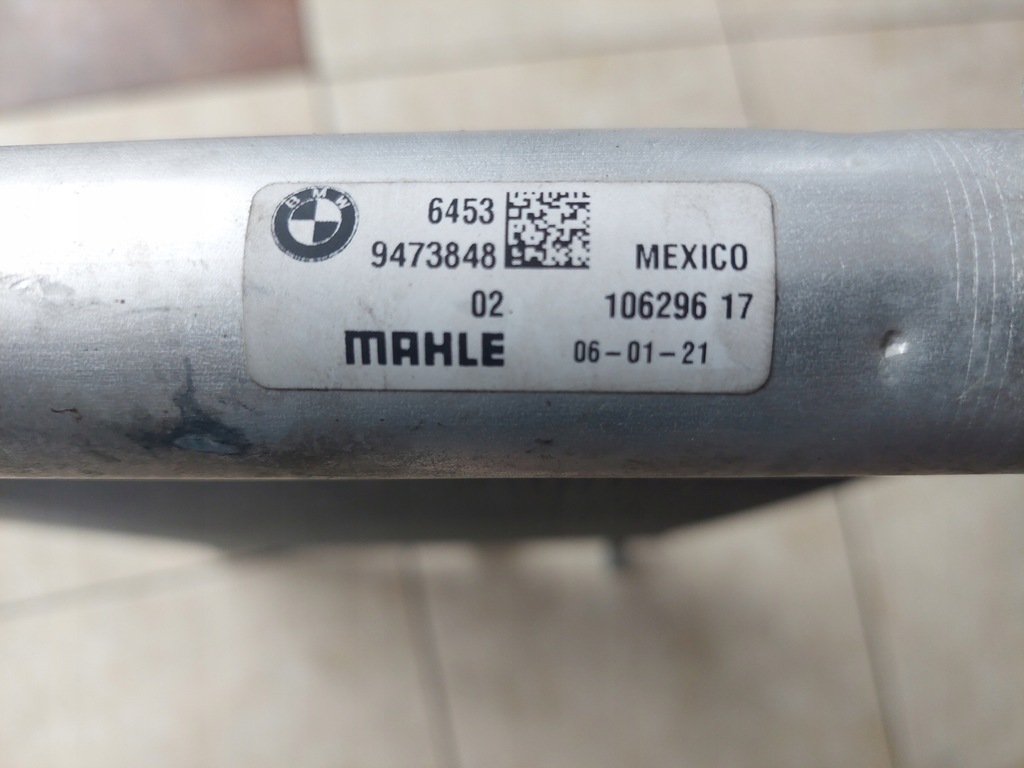 BMW
6453
9473848 MEXICO
02 106296 17
MAHLE 06-01-21